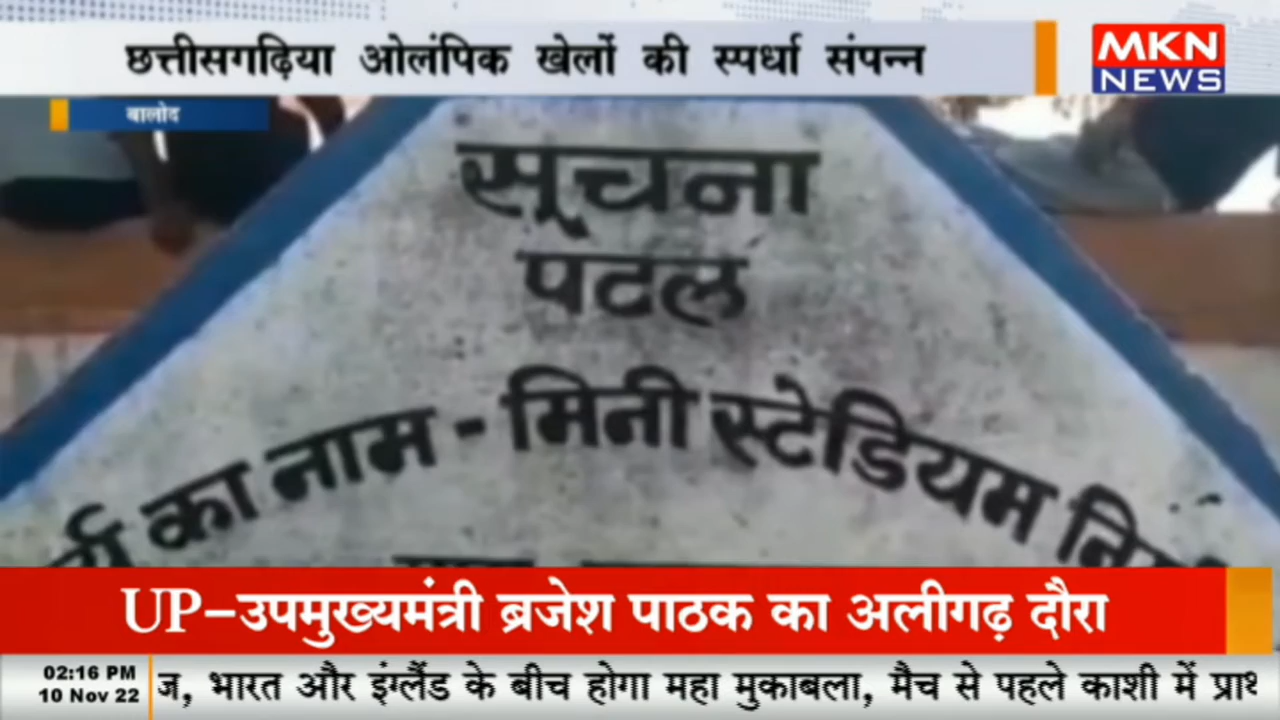 छत्तीसगढ़िया ओलंपिक खेलों की स्पर्धा संपन्न
MKN
NEWS
बालोद
सूचना
पटल
का नाम - मिनी स्टेडियम
UP-उपमुख्यमंत्री ब्रजेश पाठक का अलीगढ़ दौरा
02:16 PM
10 Nov 22
ज, भारत और इंग्लैंड के बीच होगा महा मुकाबला, मैच से पहले काशी में